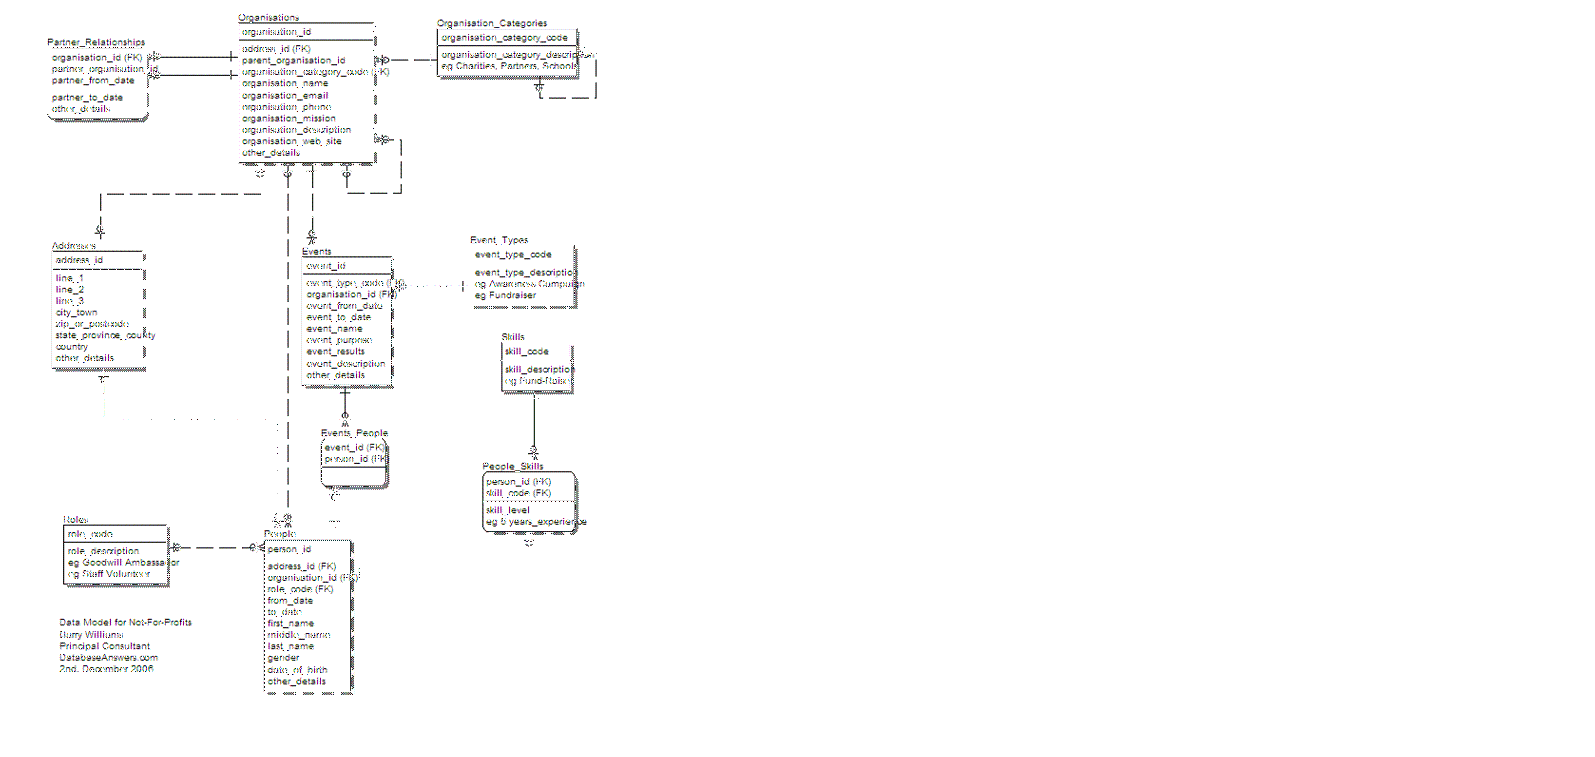 Organisations
organisation_id
address_id (FK)
parent_organisation_id
organisation_category_code (FK)
organisation_name
organisation_email
organisation_phone
organisation_mission
organisation_description
organisation_web_site
other_details
Organisation_Categories
organisation_category_code
organisation_category_description
eg Charities, Partners, Schools
Partner_Relationships
organisation_id (FK)
partner_organisation_id
partner_from_date
partner_to_date
other_details
Addresses
address_id
line_1
line_2
line_3
city_town
zip_or_postcode
state_province_county
country
other_details
Events
event_id
event_type_code (FK)
organisation_id (FK)
event_from_date
event_to_date
event_name
event_purpose
event_results
event_description
other_details
Event_Types
event_type_code
event_type_description
eg Awareness Campaign
eg Fundraiser
Skills
skill_code
skill_description
eg Fund-Raiser
Events_People
event_id (FK)
person_id (FK)
People_Skills
person_id (FK)
skill_code (FK)
skill_level
eg 5 years_experience
Roles
role_code
role_description
eg Goodwill Ambassador
eg Staff Volunteer
People
person_id
address_id (FK)
organisation_id (FK)
role_code (FK)
from_date
to_date
first_name
middle_name
last_name
gender
date_of_birth
other_details
Data Model for Not-For-Profits
Barry Williams
Principal Consultant
DatabaseAnswers.com
2nd. December 2006